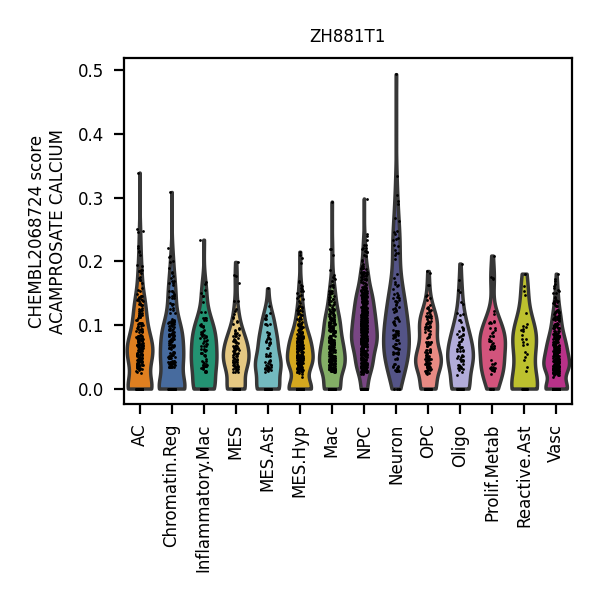 ZH881T1
CHEMBL2068724 score
ACAMPROSATE CALCIUM
0.5
0.4
0.3
0.2
0.1
0.0
AC
Chromatin.Reg
Inflammatory.Mac
MES
MES.Ast
MES.Hyp
Mac
NPC
Neuron
OPC
Oligo
Prolif.Metab
Reactive.Ast
Vasc